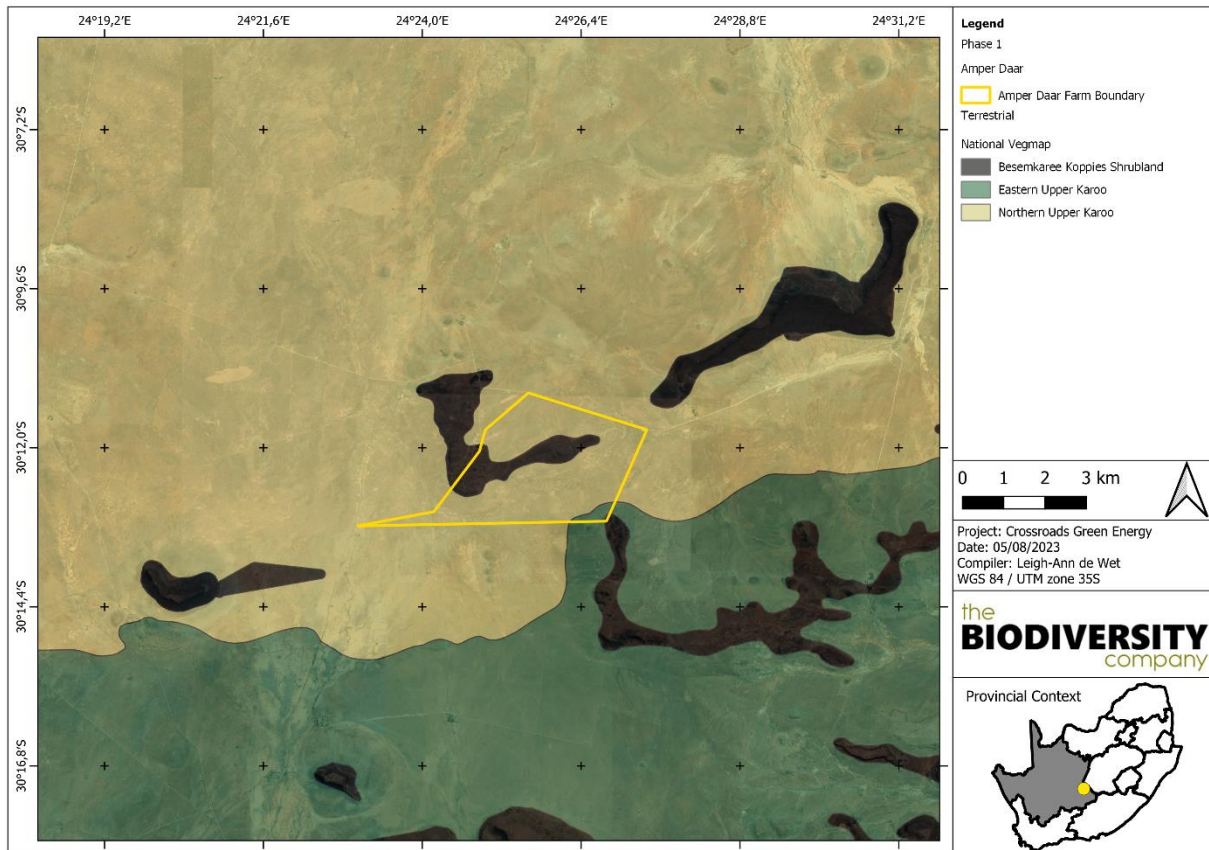 24°19,2'E 24°21,6'E 24°24,0'E 24°26,4'E 24°28,8'E 24°31,2'E
30°7,2'S
30°9,6'S
30°12,0'S
30°14,4'S
30°16,8'S
Legend
Phase 1
Amper Daar
Amper Daar Farm Boundary
Terrestrial
National Vegmap
Besemkaree Koppies Shrubland
Eastern Upper Karoo
Northern Upper Karoo
0 1 2 3 km
Project: Crossroads Green Energy
Date: 05/08/2023
Compiler: Leigh-Ann de Wet
WGS 84 / UTM zone 35S
the
BIODIVERSITY
company
Provincial Context